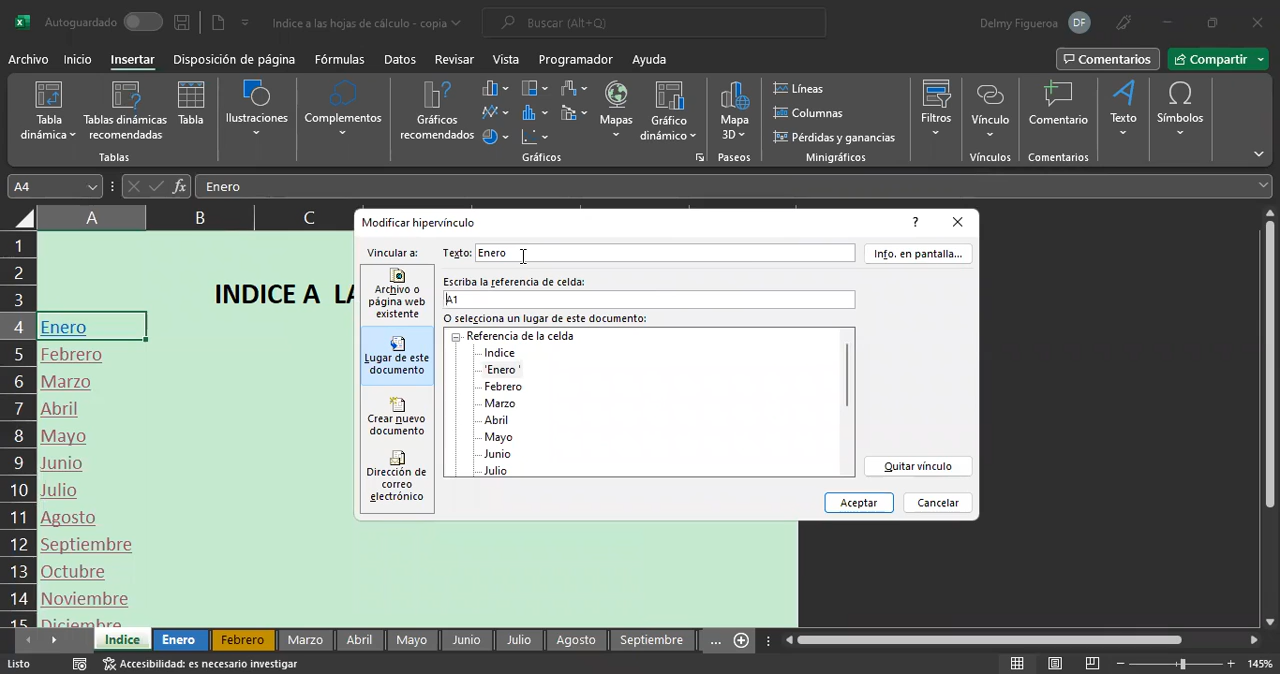 Autoguardado
Indice a las hojas de cálculo - copia
Buscar (Alt+Q)
Delmy Figueroa
DF
Archivo Inicio Insertar Disposición de página Fórmulas Datos Revisar Vista Programador Ayuda
Comentarios
Compartir
Tabla dinámica
Tablas dinámicas recomendadas
Tabla
Tablas
Ilustraciones
Complementos
Gráficos recomendados
Mapas
Gráfico dinámico
Gráficos
Mapa 3D
Paseos
Líneas
Columnas
Pérdidas y ganancias
Minigráficos
Filtros
Vínculo
Vínculos
Comentario
Comentarios
Texto
Símbolos
A4
fx
Enero
A B C
1
2
3 INDICE A LA
4 Enero
5 Febrero
6 Marzo
7 Abril
8 Mayo
9 Junio
10 Julio
11 Agosto
12 Septiembre
13 Octubre
14 Noviembre
15 Diciembre
Modificar hipervínculo
?
Vincular a:
Archivo o página web existente
Lugar de este documento
Crear nuevo documento
Dirección de correo electrónico
Texto: Enero
Info. en pantalla...
Escriba la referencia de celda:
A1
O selecciona un lugar de este documento:
Referencia de la celda
Indice
'Enero '
Febrero
Marzo
Abril
Mayo
Junio
Julio
Quitar vínculo
Aceptar
Cancelar
Indice Enero Febrero Marzo Abril Mayo Junio Julio Agosto Septiembre ...
Listo
Accesibilidad: es necesario investigar
145%